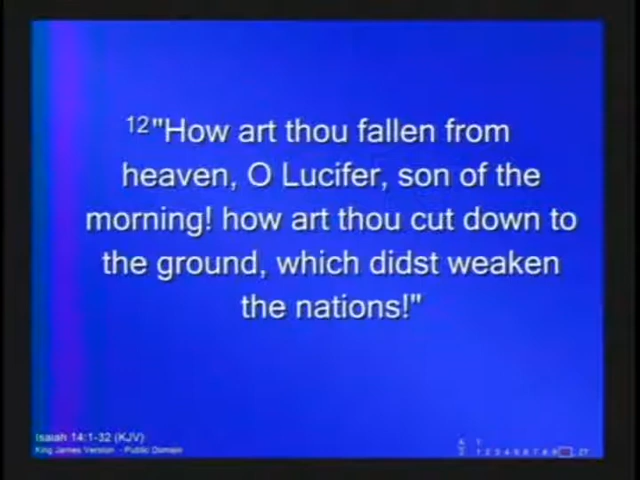 12"How art thou fallen from
heaven, O Lucifer, son of the
morning! how art thou cut down to
the ground, which didst weaken
the nations!"
Isaiah 14:1-32 (KJV)
King James Version - Public Domain